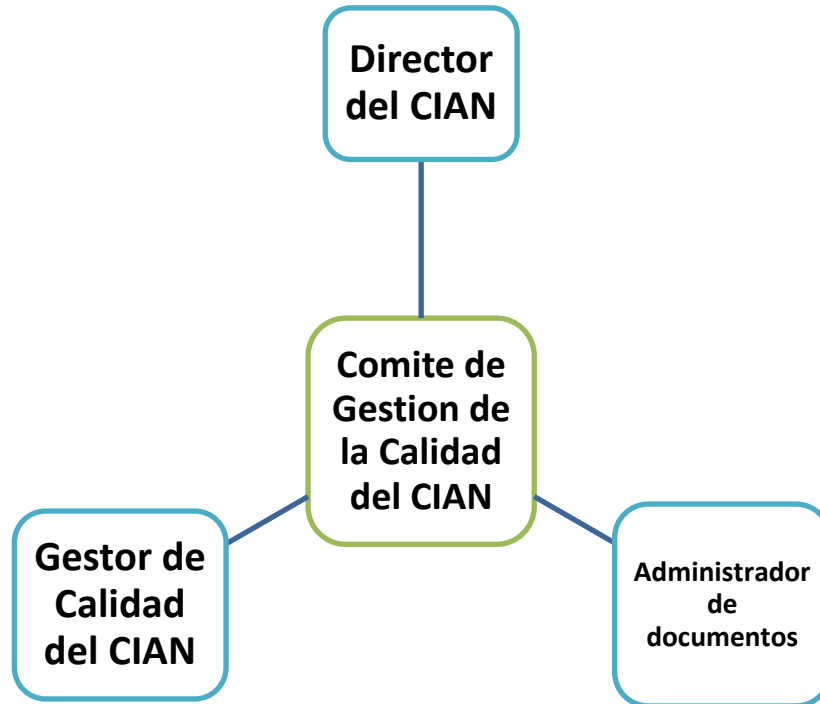 Director
del CIAN
Comite de
Gestion de
la Calidad
del CIAN
Gestor de
Calidad
del CIAN
Administrador
de
documentos